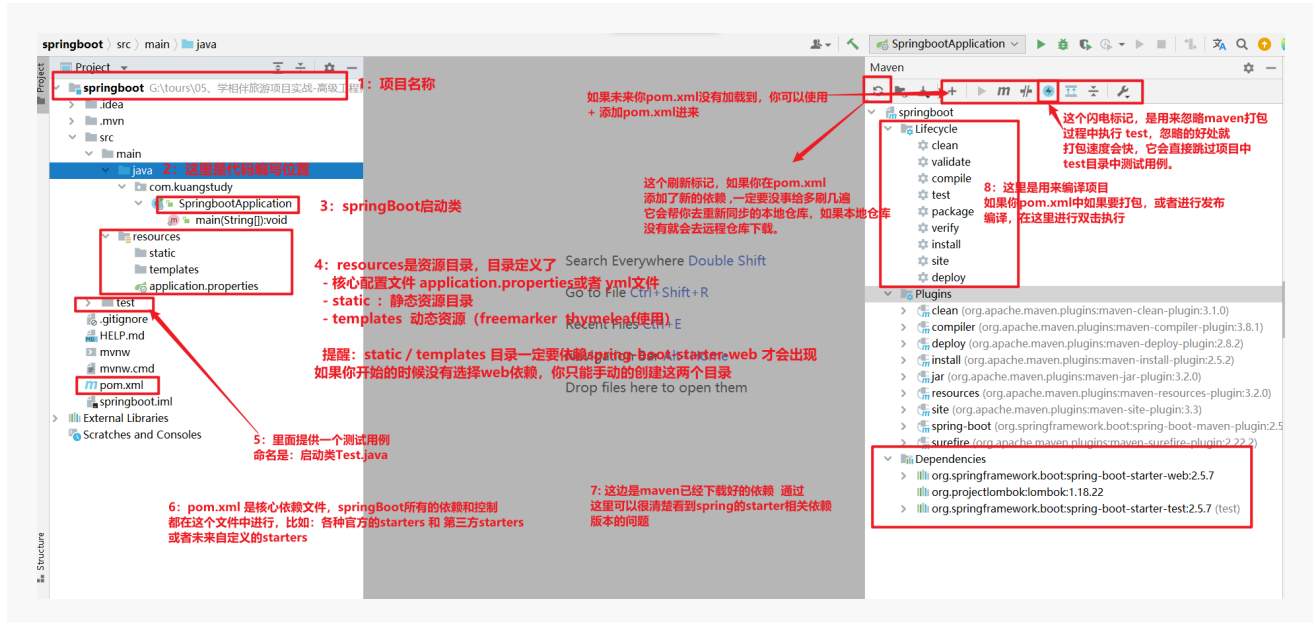 springboot 〉 src 〉 main 〉 java
SpringbootApplication
Project
Project
Structure
springboot G:\tours\05、学相伴旅游项目实战-高级工程
1：项目名称
.idea
.mvn
src
main
java
2：这里是代码填写位置
com.kuangstudy
SpringbootApplication
main(String[]):void
3：springBoot启动类
resources
static
templates
application.properties
4：resources是资源目录，目录定义了
- 核心配置文件 application.properties或者 yml文件
- static ：静态资源目录
- templates 动态资源（freemarker thymeleaf使用）
提醒：static / templates 目录一定要依赖spring-boot-starter-web 才会出现
如果你开始的时候没有选择web依赖，你只能手动的创建这两个目录
test
.gitignore
HELP.md
mvnw
mvnw.cmd
pom.xml
springboot.iml
External Libraries
Scratches and Consoles
5：里面提供一个测试用例
命名是：启动类Test.java
6：pom.xml 是核心依赖文件，springBoot所有的依赖和控制
都在这个文件中进行，比如：各种官方的starters 和 第三方starters
或者未来自定义的starters
如果未来你pom.xml没有加载到，你可以使用
+ 添加pom.xml进来
这个刷新标记，如果你在pom.xml
添加了新的依赖 ,一定要没事给多刷几遍
它会帮你去重新同步的本地仓库，如果本地仓库
没有就会去远程仓库下载。
Search Everywhere Double Shift
Go to File Ctrl+Shift+R
Recent Files Ctrl+E
Drop files here to open them
7: 这边是maven已经下载好的依赖 通过
这里可以很清楚看到spring的starter相关依赖
版本的问题
Maven
springboot
Lifecycle
clean
validate
compile
test
package
verify
install
site
deploy
这个闪电标记，是用来忽略maven打包
过程中执行 test，忽略的好处就
打包速度会快，它会直接跳过项目中
test目录中测试用例。
8：这里是用来编译项目
如果你pom.xml中如果要打包，或者进行发布
编译，在这里进行双击执行
Plugins
clean (org.apache.maven.plugins:maven-clean-plugin:3.1.0)
compiler (org.apache.maven.plugins:maven-compiler-plugin:3.8.1)
deploy (org.apache.maven.plugins:maven-deploy-plugin:2.8.2)
install (org.apache.maven.plugins:maven-install-plugin:2.5.2)
jar (org.apache.maven.plugins:maven-jar-plugin:3.2.0)
resources (org.apache.maven.plugins:maven-resources-plugin:3.2.0)
site (org.apache.maven.plugins:maven-site-plugin:3.3)
spring-boot (org.springframework.boot:spring-boot-maven-plugin:2.5
surefire (org.apache.maven.plugins:maven-surefire-plugin:2.22.2)
Dependencies
org.springframework.boot:spring-boot-starter-web:2.5.7
org.projectlombok:lombok:1.18.22
org.springframework.boot:spring-boot-starter-test:2.5.7 (test)